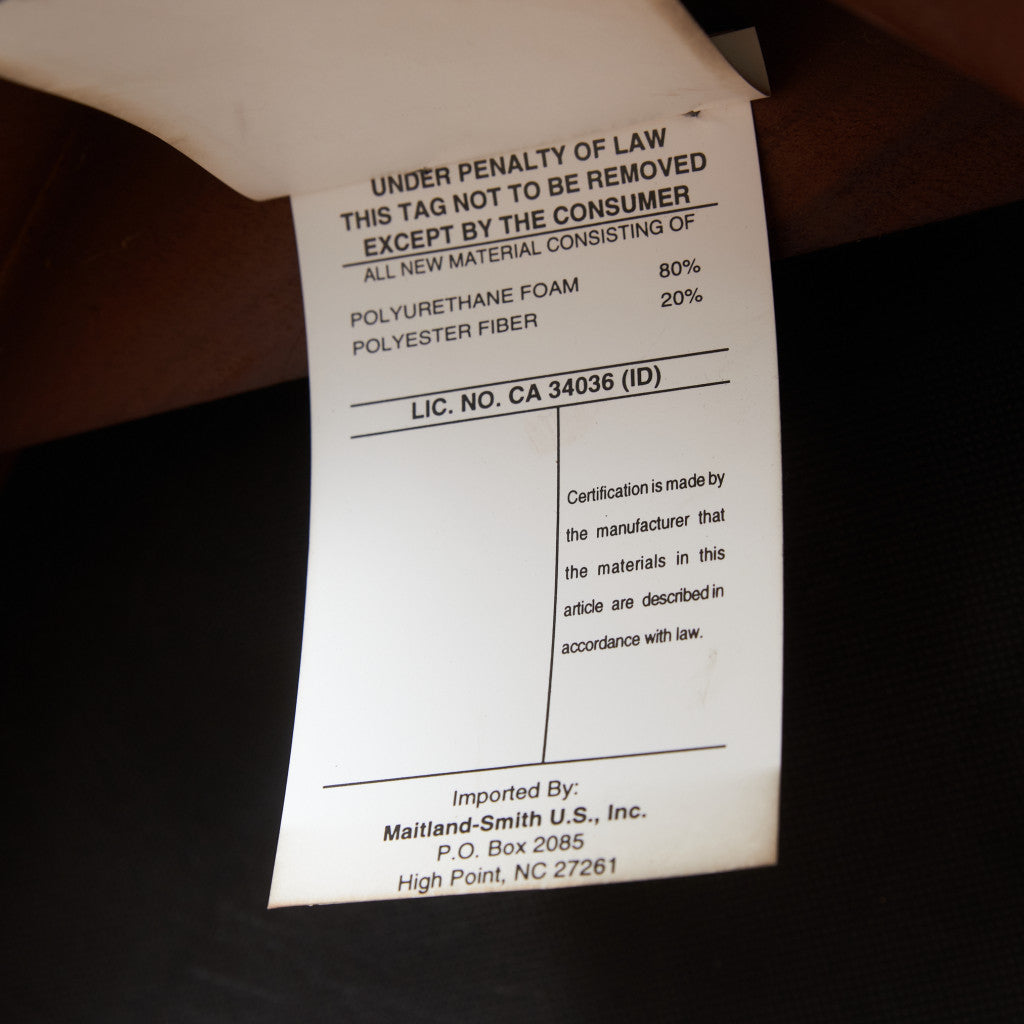 UNDER PENALTY OF LAW
THIS TAG NOT TO BE REMOVED
EXCEPT BY THE CONSUMER
ALL NEW MATERIAL CONSISTING OF
POLYURETHANE FOAM 80%
POLYESTER FIBER 20%
LIC. NO. CA 34036 (ID)
Certification is made by
the manufacturer that
the materials in this
article are described in
accordance with law.
Imported By:
Maitland-Smith U.S., Inc.
P.O. Box 2085
High Point, NC 27261